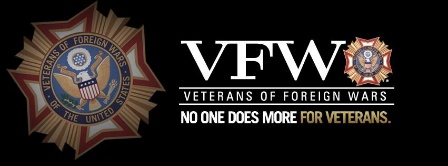 VETERANS OF FOREIGN WARS
OF THE UNITED STATES
VFW
VETERANS OF FOREIGN WARS
NO ONE DOES MORE FOR VETERANS.